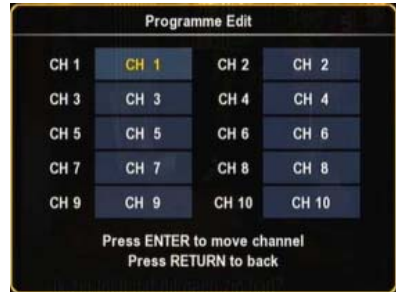 Programme Edit
CH 1 CH 1 CH 2 CH 2
CH 3 CH 3 CH 4 CH 4
CH 5 CH 5 CH 6 CH 6
CH 7 CH 7 CH 8 CH 8
CH 9 CH 9 CH 10 CH 10
Press ENTER to move channel
Press RETURN to back